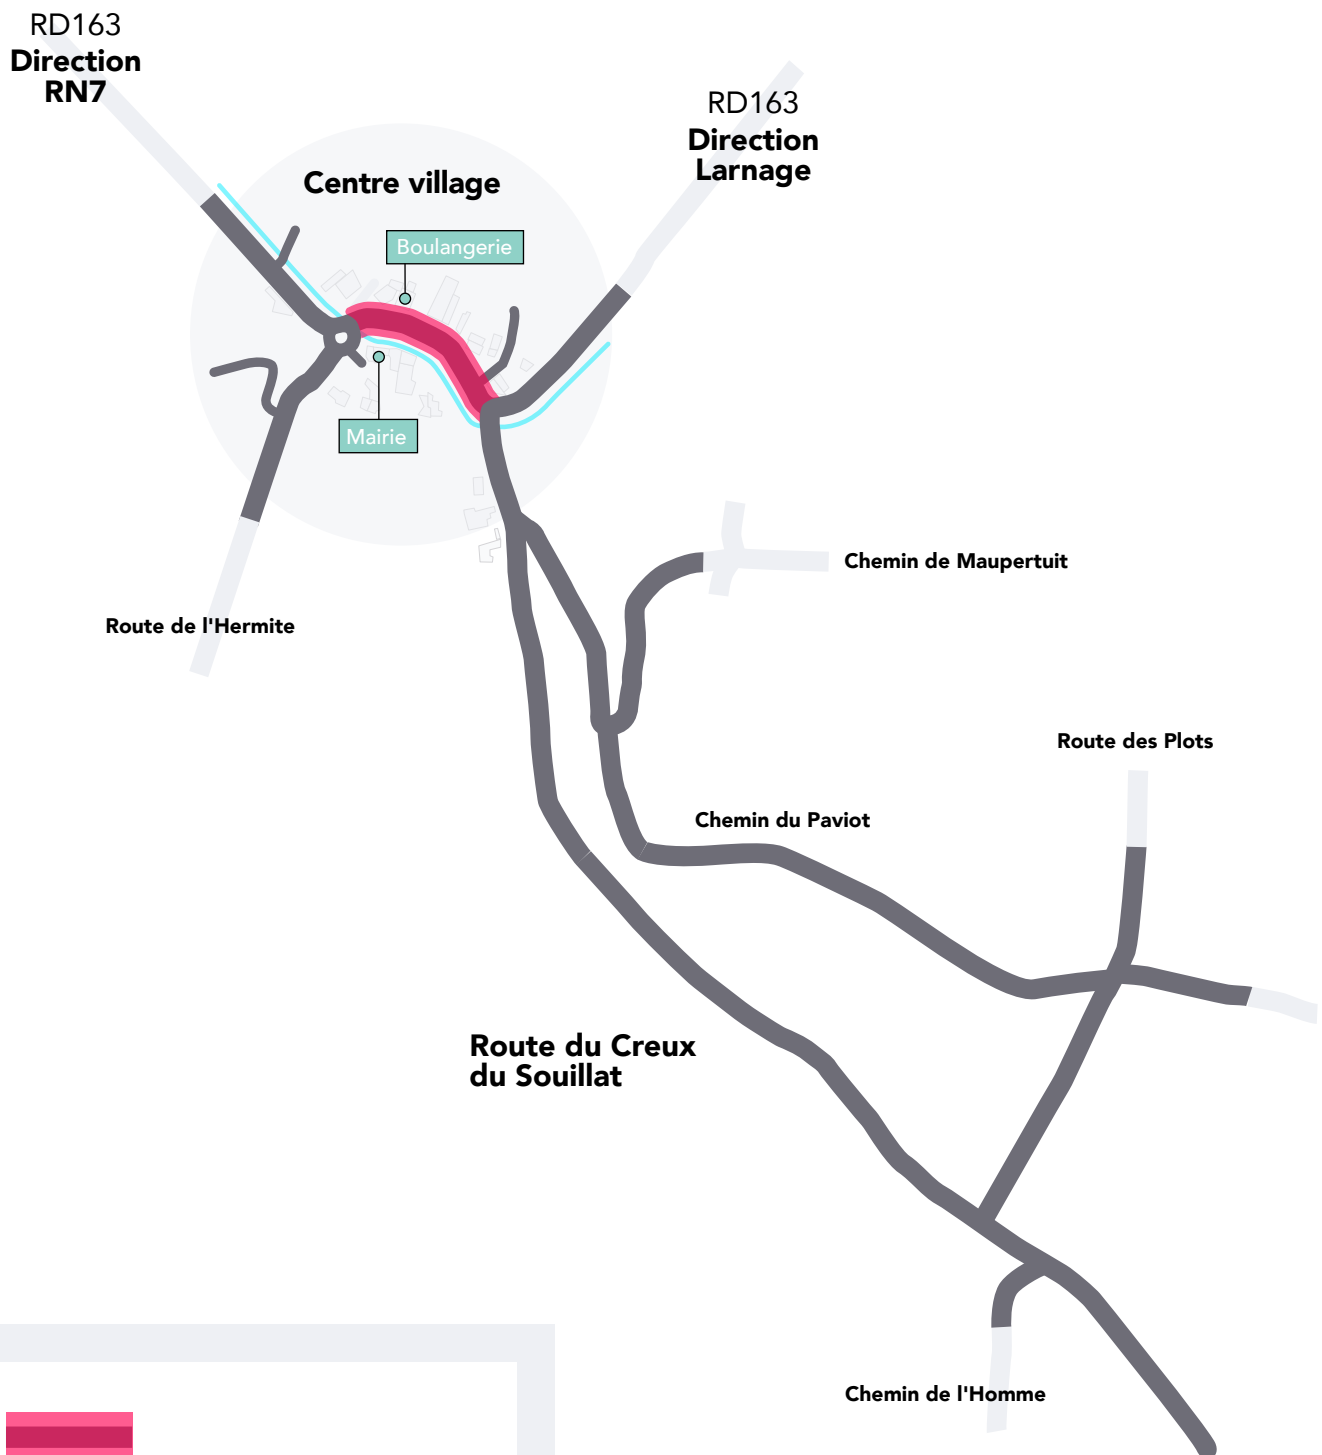 RD163
Direction
RN7
RD163
Direction
Larnage
Centre village
Boulangerie
Mairie
Chemin de Maupertuit
Route de l'Hermite
Route des Plots
Chemin du Paviot
Route du Creux
du Souillat
Chemin de l'Homme